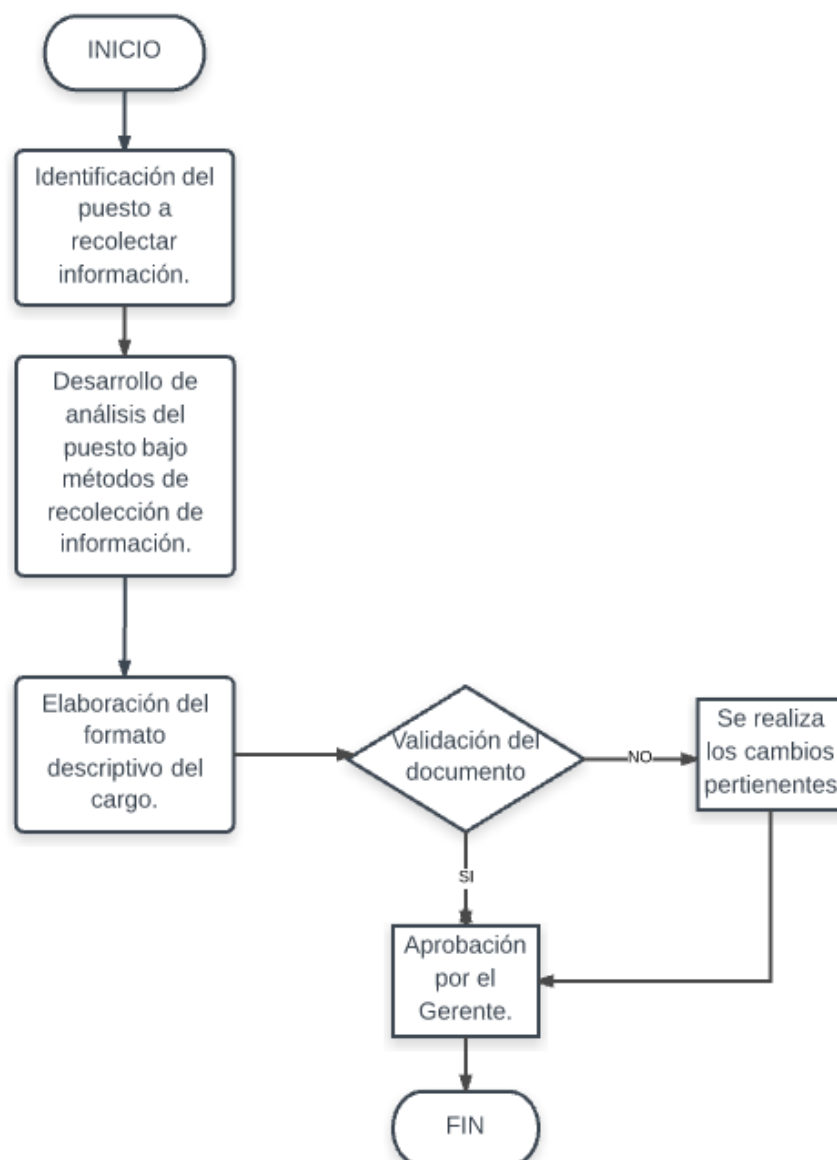 INICIO
Identificación del
puesto a
recolectar
información.
Desarrollo de
análisis del
puesto bajo
métodos de
recolección de
información.
Elaboración del
formato
descriptivo del
cargo.
Validación del
documento
NO
Se realiza
los cambios
pertienentes
SI
Aprobación
por el
Gerente.
FIN